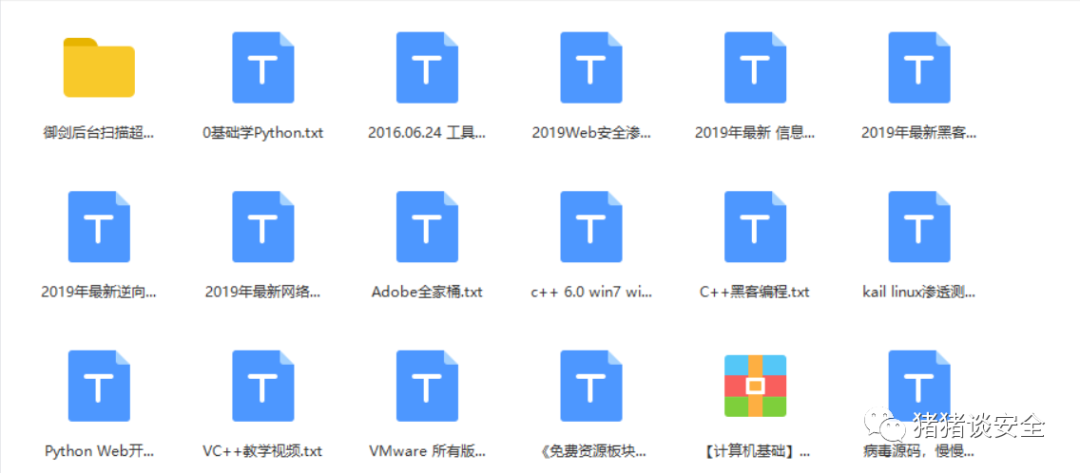 御剑后台扫描超...
0基础学Python.txt
2016.06.24 工具...
2019Web安全渗...
2019年最新 信息...
2019年最新黑客...
2019年最新逆向...
2019年最新网络...
Adobe全家桶.txt
c++ 6.0 win7 wi...
C++黑客编程.txt
kail linux渗透测...
Python Web开...
VC++教学视频.txt
VMware 所有版...
《免费资源板块...
【计算机基础】...
病毒源码，慢慢...
猪猪谈安全